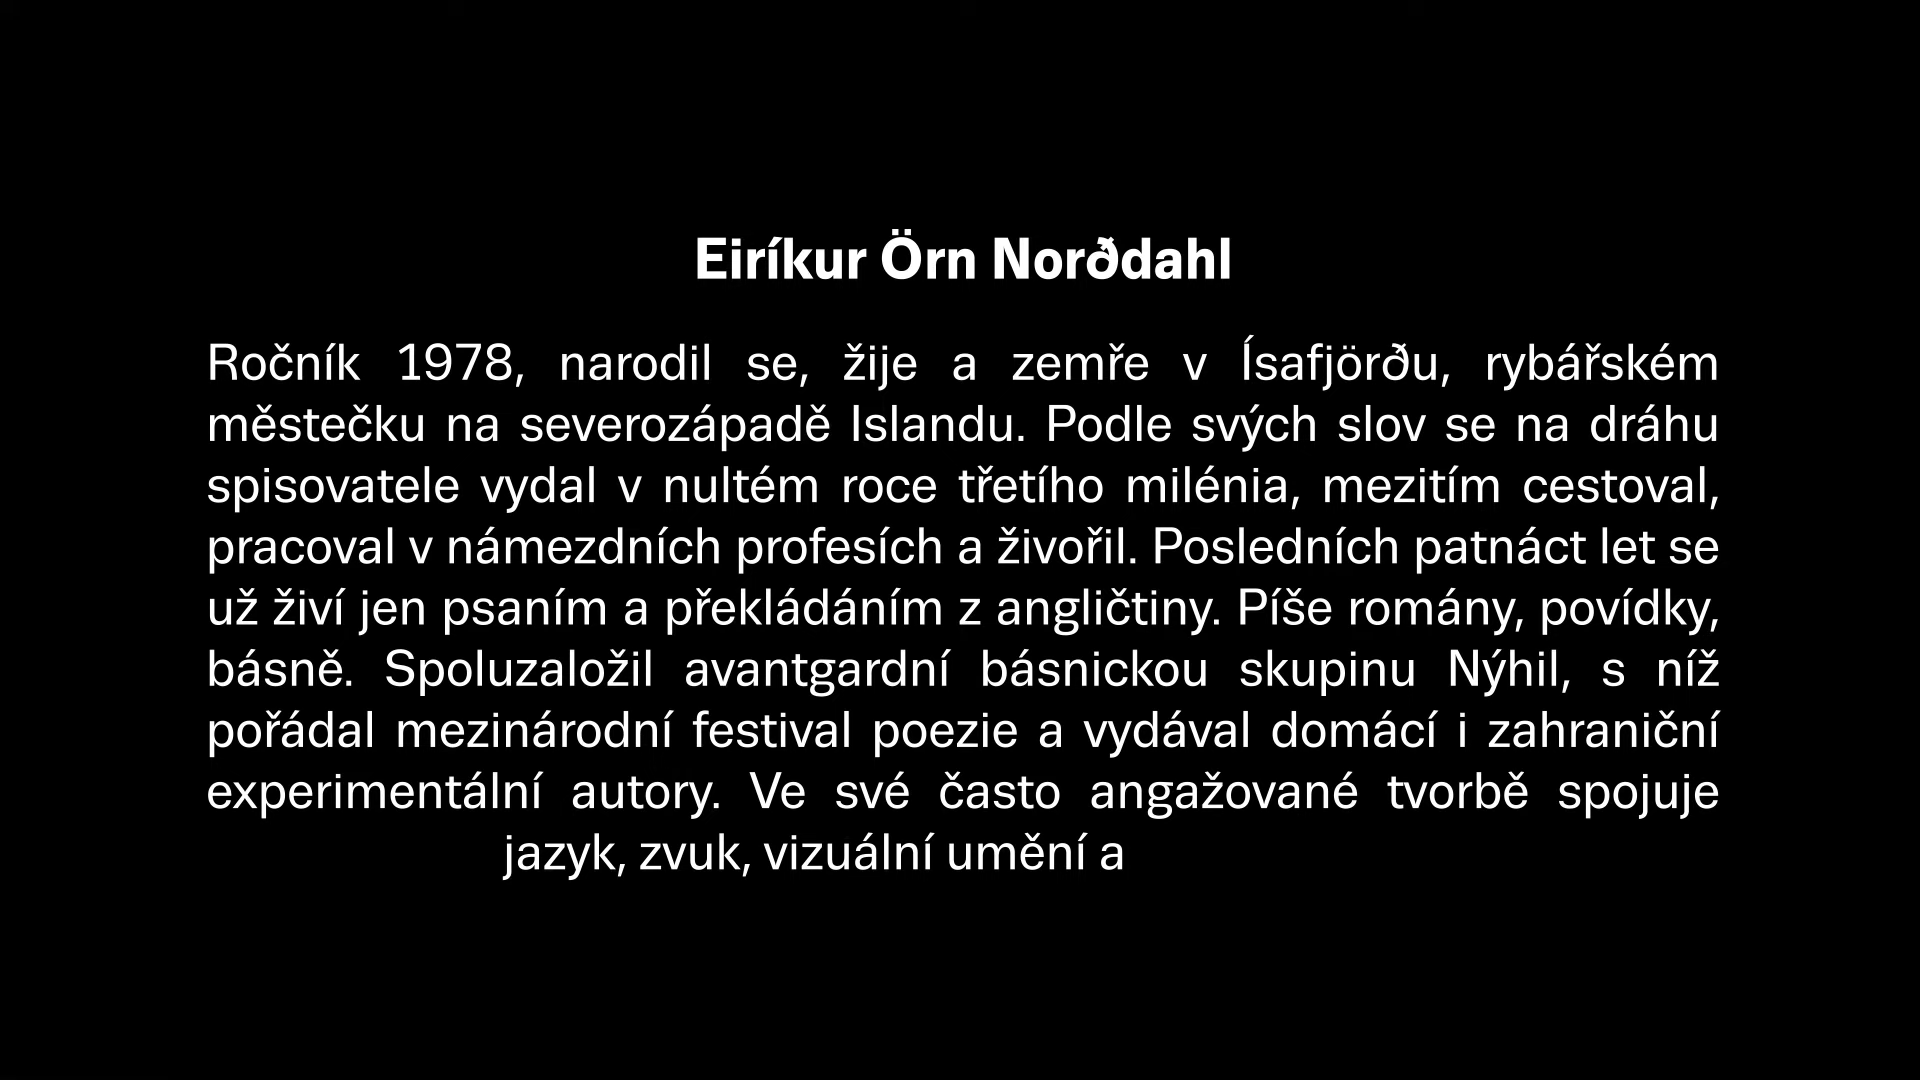 Eiríkur Örn Norðdahl
Ročník 1978, narodil se, žije a zemře v Ísafjörðu, rybářském
městečku na severozápadě Islandu. Podle svých slov se na dráhu
spisovatele vydal v nultém roce třetího milénia, mezitím cestoval,
pracoval v námezdních profesích a živořil. Posledních patnáct let se
už živí jen psaním a překládáním z angličtiny. Píše romány, povídky,
básně. Spoluzaložil avantgardní básnickou skupinu Nýhil, s níž
pořádal mezinárodní festival poezie a vydával domácí i zahraniční
experimentální autory. Ve své často angažované tvorbě spojuje
jazyk, zvuk, vizuální umění a